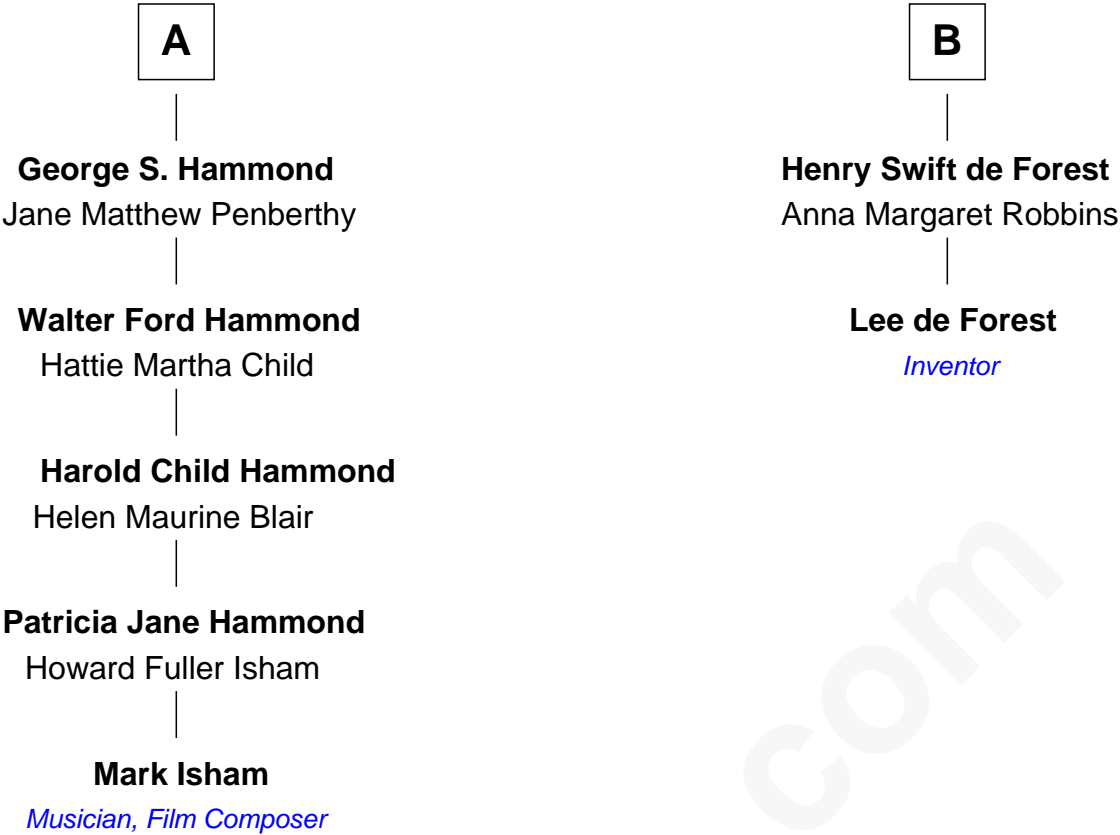 A
George S. Hammond
Jane Matthew Penberthy
Walter Ford Hammond
Hattie Martha Child
Harold Child Hammond
Helen Maurine Blair
Patricia Jane Hammond
Howard Fuller Isham
Mark Isham
Musician, Film Composer
B
Henry Swift de Forest
Anna Margaret Robbins
Lee de Forest
Inventor
com